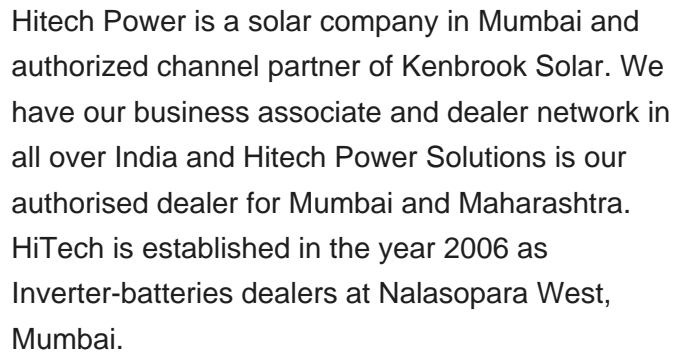 Hitech Power is a solar company in Mumbai and
authorized channel partner of Kenbrook Solar. We
have our business associate and dealer network in
all over India and Hitech Power Solutions is our
authorised dealer for Mumbai and Maharashtra.
HiTech is established in the year 2006 as
Inverter-batteries dealers at Nalasopara West,
Mumbai.